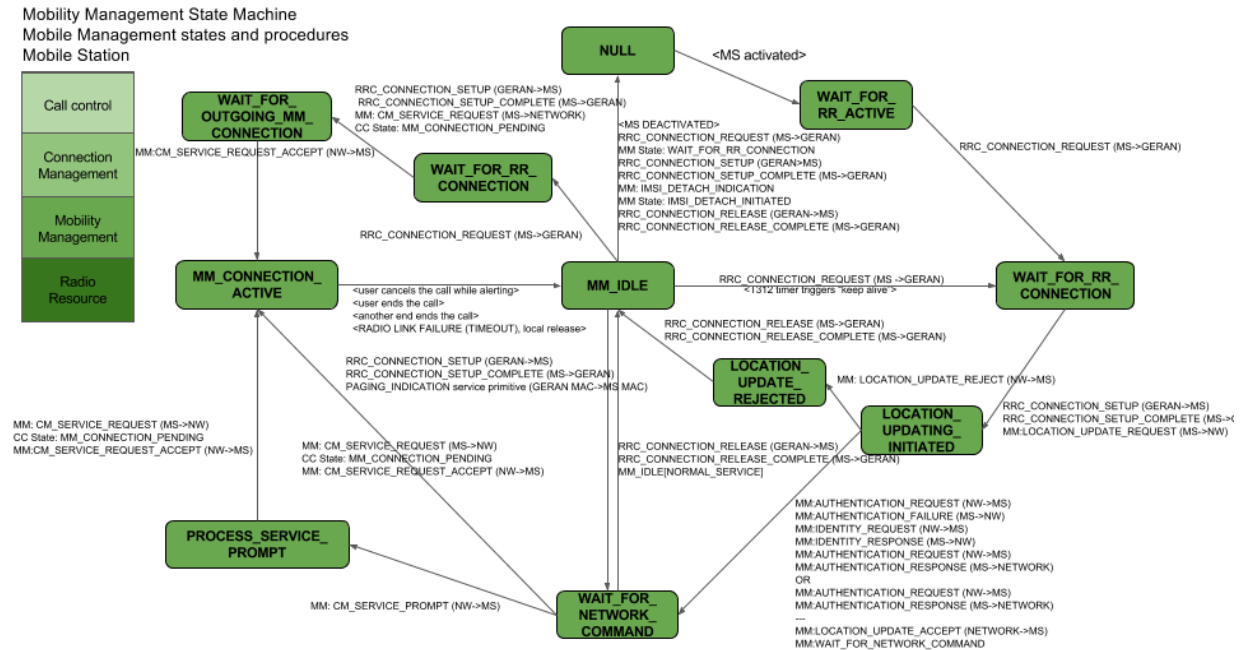 Mobility Management State Machine
Mobile Management states and procedures
Mobile Station
Call control
Connection
Management
Mobility
Management
Radio
Resource
NULL
<MS activated>
WAIT_FOR_
RR_ACTIVE
RRC_CONNECTION_REQUEST (MS->GERAN)
WAIT_FOR_
OUTGOING_MM_
CONNECTION
RRC_CONNECTION_SETUP (GERAN->MS)
RRC_CONNECTION_SETUP_COMPLETE (MS->GERAN)
MM: CM_SERVICE_REQUEST (MS->NETWORK)
CC State: MM_CONNECTION_PENDING
MM:CM_SERVICE_REQUEST_ACCEPT (NW->MS)
WAIT_FOR_RR_
CONNECTION
RRC_CONNECTION_REQUEST (MS->GERAN)
<MS DEACTIVATED>
RRC_CONNECTION_REQUEST (MS->GERAN)
MM State: WAIT_FOR_RR_CONNECTION
RRC_CONNECTION_SETUP (GERAN>MS)
RRC_CONNECTION_SETUP_COMPLETE (MS->GERAN)
MM: IMSI_DETACH_INDICATION
MM State: IMSI_DETACH_INITIATED
RRC_CONNECTION_RELEASE (GERAN->MS)
RRC_CONNECTION_RELEASE_COMPLETE (MS->GERAN)
MM_CONNECTION_
ACTIVE
<user cancels the call while alerting>
<user ends the call>
<another end ends the call>
<RADIO LINK FAILURE (TIMEOUT), local release>
MM_IDLE
RRC_CONNECTION_REQUEST (MS ->GERAN)
<T312 timer triggers "keep alive">
WAIT_FOR_RR_
CONNECTION
RRC_CONNECTION_RELEASE (MS->GERAN)
RRC_CONNECTION_RELEASE_COMPLETE (MS->GERAN)
RRC_CONNECTION_SETUP (GERAN->MS)
RRC_CONNECTION_SETUP_COMPLETE (MS->GERAN)
PAGING_INDICATION service primitive (GERAN MAC->MS MAC)
LOCATION_
UPDATE_
REJECTED
MM: LOCATION_UPDATE_REJECT (NW->MS)
LOCATION_
UPDATING_
INITIATED
RRC_CONNECTION_SETUP (GERAN->MS)
RRC_CONNECTION_SETUP_COMPLETE (MS->G
MM:LOCATION_UPDATE_REQUEST (MS->NW)
MM: CM_SERVICE_REQUEST (MS->NW)
CC State: MM_CONNECTION_PENDING
MM:CM_SERVICE_REQUEST_ACCEPT (NW->MS)
MM: CM_SERVICE_REQUEST (MS->NW)
CC State: MM_CONNECTION_PENDING
MM: CM_SERVICE_REQUEST_ACCEPT (NW->MS)
RRC_CONNECTION_RELEASE (GERAN->MS)
RRC_CONNECTION_RELEASE_COMPLETE (MS->GERAN)
MM_IDLE[NORMAL_SERVICE]
MM:AUTHENTICATION_REQUEST (NW->MS)
MM:AUTHENTICATION_FAILURE (MS->NW)
MM:IDENTITY_REQUEST (NW->MS)
MM:IDENTITY_RESPONSE (MS->NW)
MM:AUTHENTICATION_REQUEST (NW->MS)
MM:AUTHENTICATION_RESPONSE (MS->NETWORK)
OR
MM:AUTHENTICATION_REQUEST (NW->MS)
MM:AUTHENTICATION_RESPONSE (MS->NETWORK)
---
MM:LOCATION_UPDATE_ACCEPT (NETWORK->MS)
MM:WAIT_FOR_NETWORK_COMMAND
PROCESS_SERVICE_
PROMPT
MM: CM_SERVICE_PROMPT (NW->MS)
WAIT_FOR_
NETWORK_
COMMAND